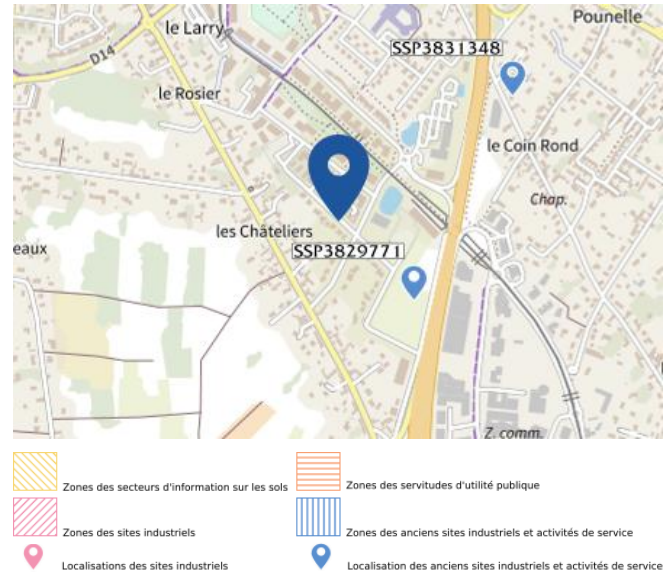 Pounelle
le Larry
SSP3831348
D14
le Rosier
le Coin Rond
Chap.
les Châteliers
eaux
SSP3829771
Z. comm.
Zones des secteurs d'information sur les sols
Zones des servitudes d'utilité publique
Zones des sites industriels
Zones des anciens sites industriels et activités de service
Localisations des sites industriels
Localisation des anciens sites industriels et activités de service